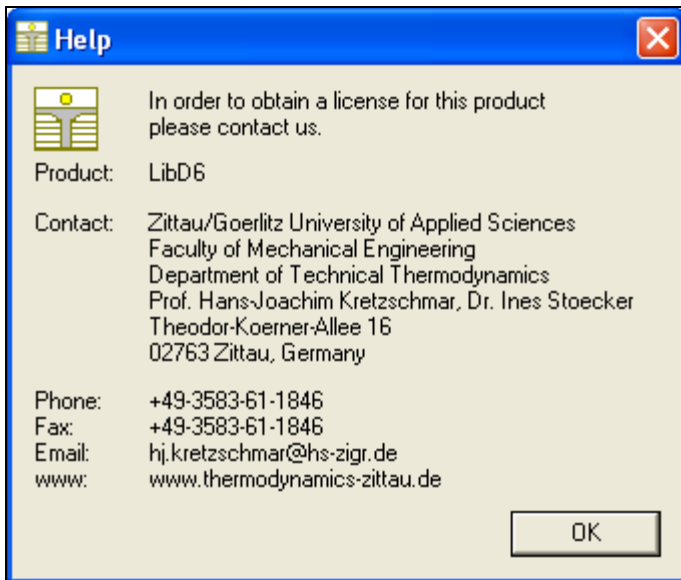 Help
In order to obtain a license for this product
please contact us.
Product: LibD6
Contact: Zittau/Goerlitz University of Applied Sciences
Faculty of Mechanical Engineering
Department of Technical Thermodynamics
Prof. Hans-Joachim Kretzschmar, Dr. Ines Stoecker
Theodor-Koerner-Allee 16
02763 Zittau, Germany
Phone: +49-3583-61-1846
Fax: +49-3583-61-1846
Email: hj.kretzschmar@hs-zigr.de
www: www.thermodynamics-zittau.de
OK